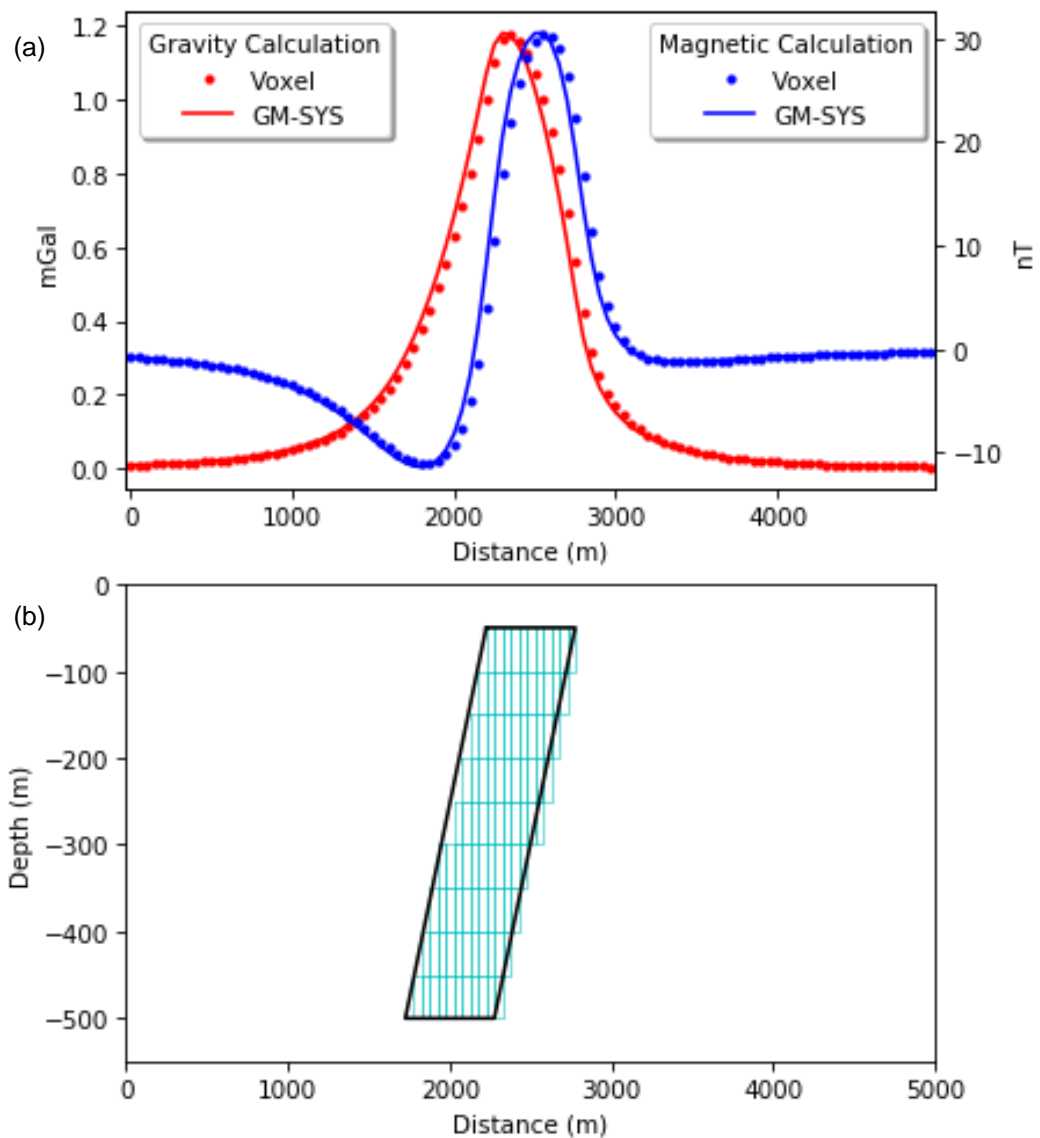 (a)
Gravity Calculation
Voxel
GM-SYS
Magnetic Calculation
Voxel
GM-SYS
1.2
1.0
0.8
0.6
0.4
0.2
0.0
mGal
30
20
10
0
−10
nT
0 1000 2000 3000 4000
Distance (m)
(b)
0
−100
−200
−300
−400
−500
Depth (m)
0 1000 2000 3000 4000 5000
Distance (m)